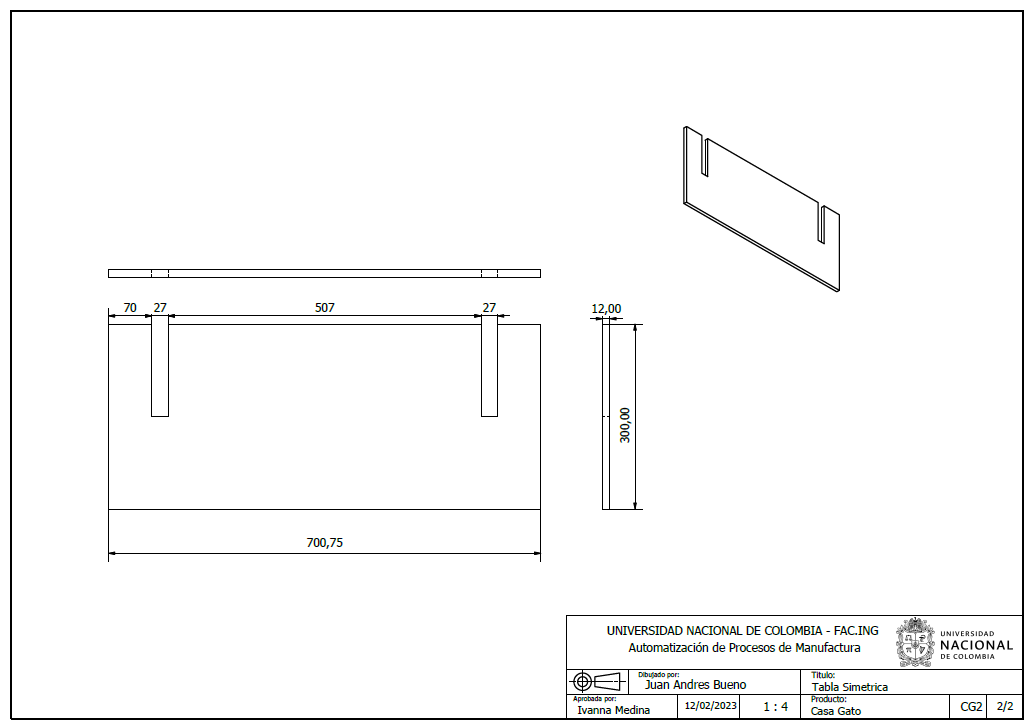 70 27 507 27
12,00
300,00
700,75
UNIVERSIDAD NACIONAL DE COLOMBIA - FAC.ING
Automatización de Procesos de Manufactura
UNIVERSIDAD
NACIONAL
DE COLOMBIA
Dibujado por:
Juan Andres Bueno
Titulo:
Tabla Simetrica
Aprobada por:
Ivanna Medina
12/02/2023
1 : 4
Producto:
Casa Gato
CG2
2/2